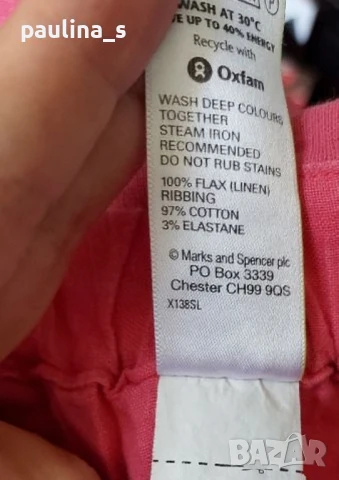 paulina_s
WASH AT 30°C
UP TO 40% ENERGY
Recycle with
Oxfam
WASH DEEP COLOURS
TOGETHER
STEAM IRON
RECOMMENDED
DO NOT RUB STAINS
100% FLAX (LINEN)
RIBBING
97% COTTON
3% ELASTANE
© Marks and Spencer plc
PO Box 3339
Chester CH99 9QS
X138SL
BAZAR